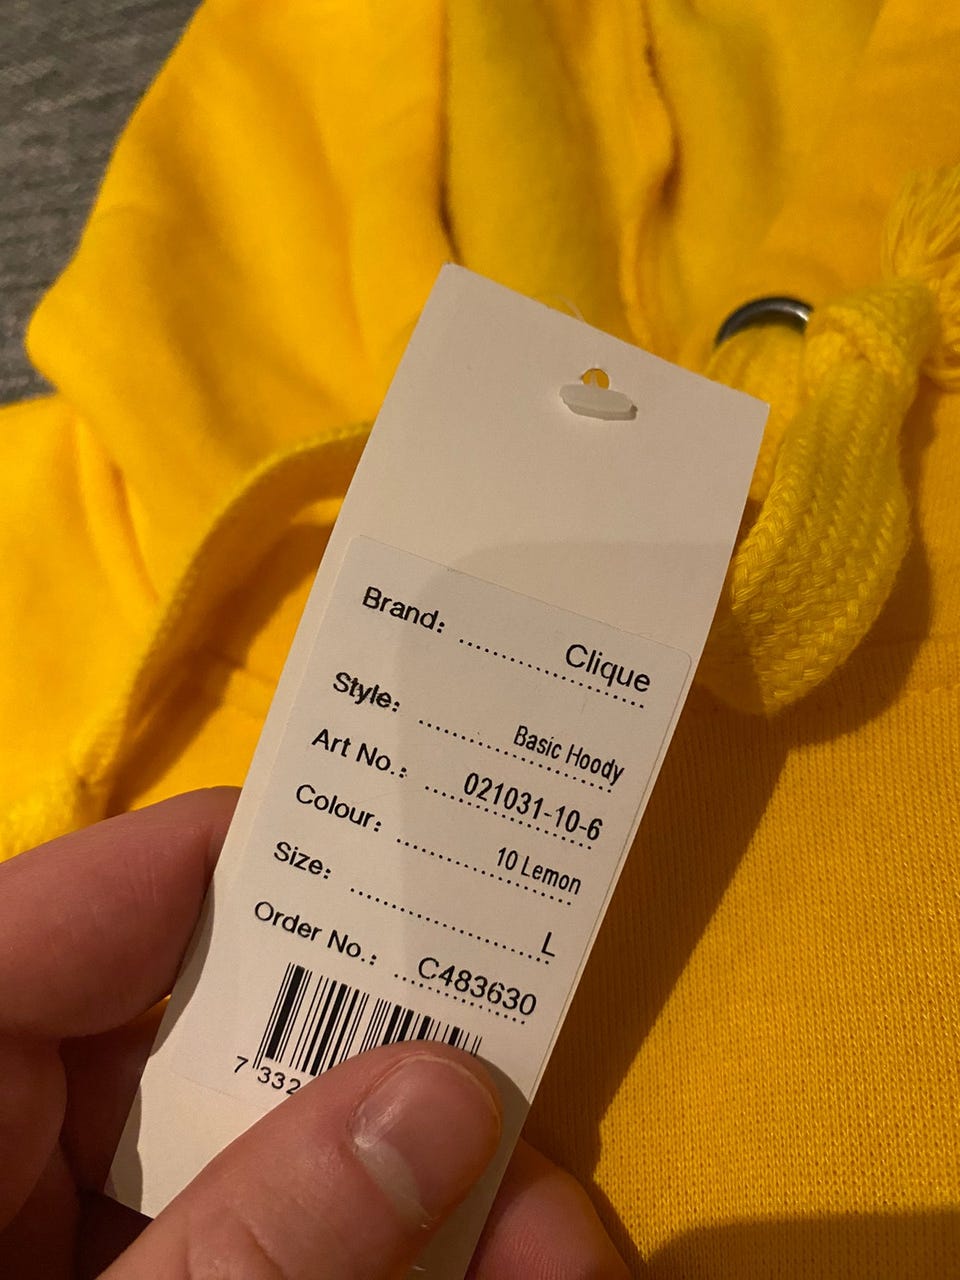 Brand: ........................ Clique
Style: ........................ Basic Hoody
Art No.: ..................... 021031-10-6
Colour: ..................... 10 Lemon
Size: ........................ L
Order No.: ............... C483630
7 332